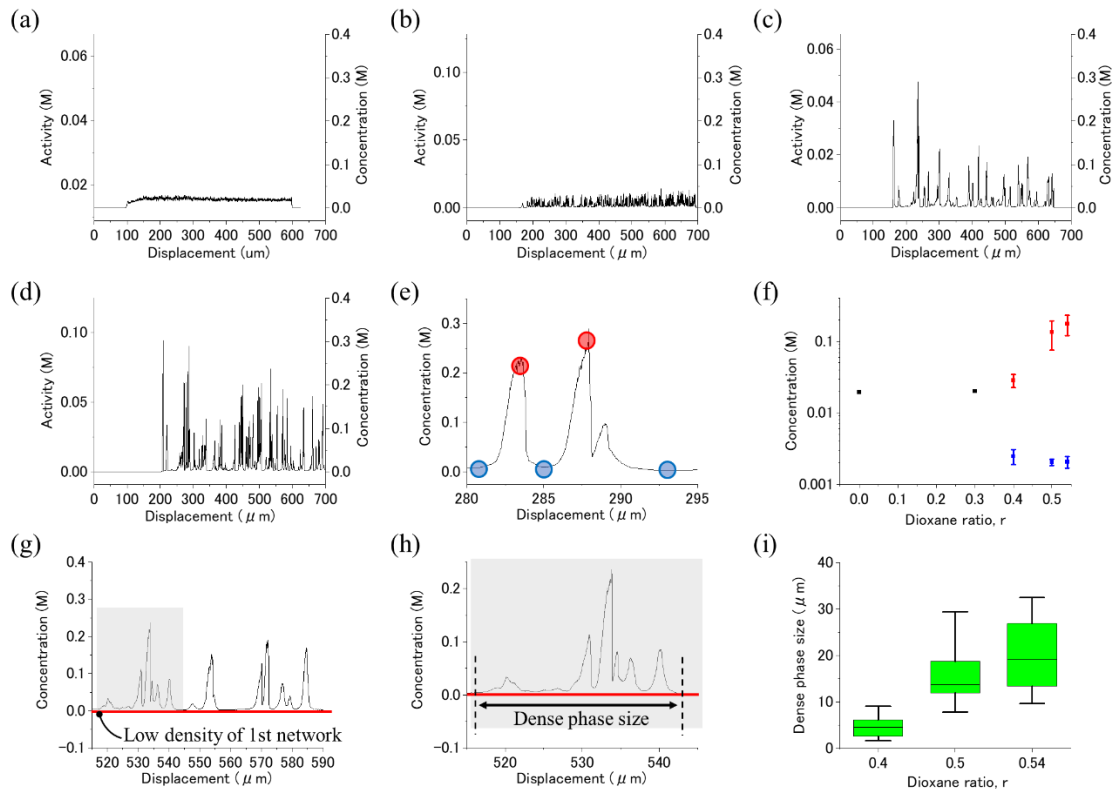 (a)
(b)
(c)
0.06
0.04
0.02
Activity (M)
0.4
0.3
0.2
0.1
0.0
Concentration (M)
0 100 200 300 400 500 600 700
Displacement (um)
0.10
0.05
0.00
Activity (M)
0.4
0.3
0.2
0.1
0.0
Concentration (M)
0 100 200 300 400 500 600 700
Displacement (μm)
0.06
0.04
0.02
0.00
Activity (M)
0.4
0.3
0.2
0.1
0.0
Concentration (M)
0 100 200 300 400 500 600 700
Displacement (μm)
(d)
(e)
(f)
0.10
0.05
0.00
Activity (M)
0.4
0.3
0.2
0.1
0.0
Concentration (M)
0 100 200 300 400 500 600 700
Displacement (μm)
0.3
0.2
0.1
0.0
Concentration (M)
280 285 290 295
Displacement (μm)
0.1
0.01
0.001
Concentration (M)
0.0 0.1 0.2 0.3 0.4 0.5
Dioxane ratio, r
(g)
(h)
(i)
0.4
0.3
0.2
0.1
0.0
-0.1
Concentration (M)
Low density of 1st network
520 530 540 550 560 570 580 590
Displacement (μm)
0.2
0.1
0.0
-0.1
Concentration (M)
Dense phase size
520 530 540
Displacement (μm)
40
30
20
10
0
Dense phase size (μm)
0.4 0.5 0.54
Dioxane ratio, r